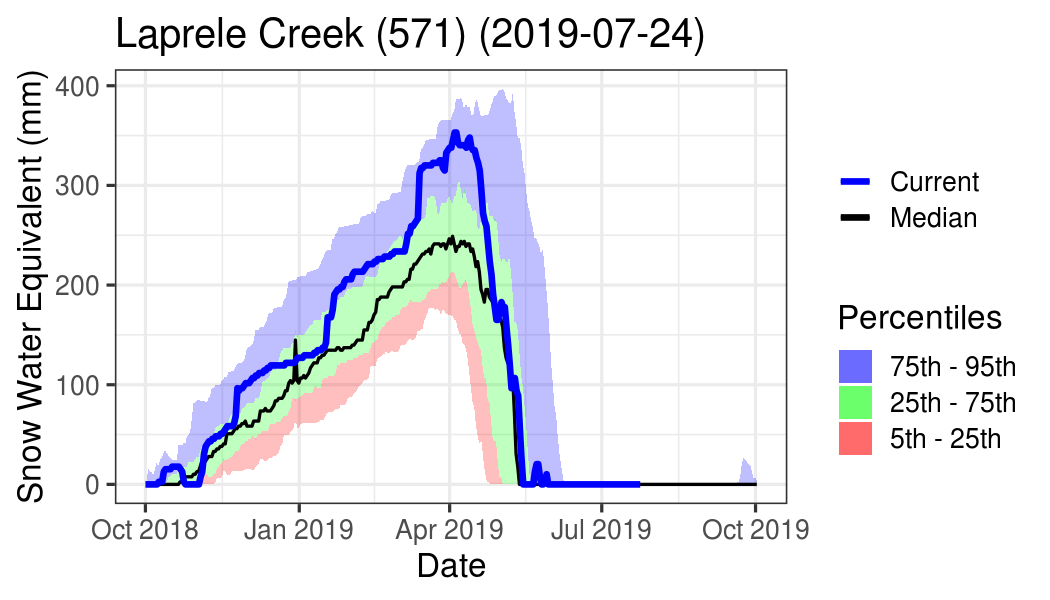 Laprele Creek (571) (2019-07-24)
Snow Water Equivalent (mm)
400
300
200
100
0
Oct 2018
Jan 2019
Apr 2019
Jul 2019
Oct 2019
Date
Current
Median
Percentiles
75th - 95th
25th - 75th
5th - 25th